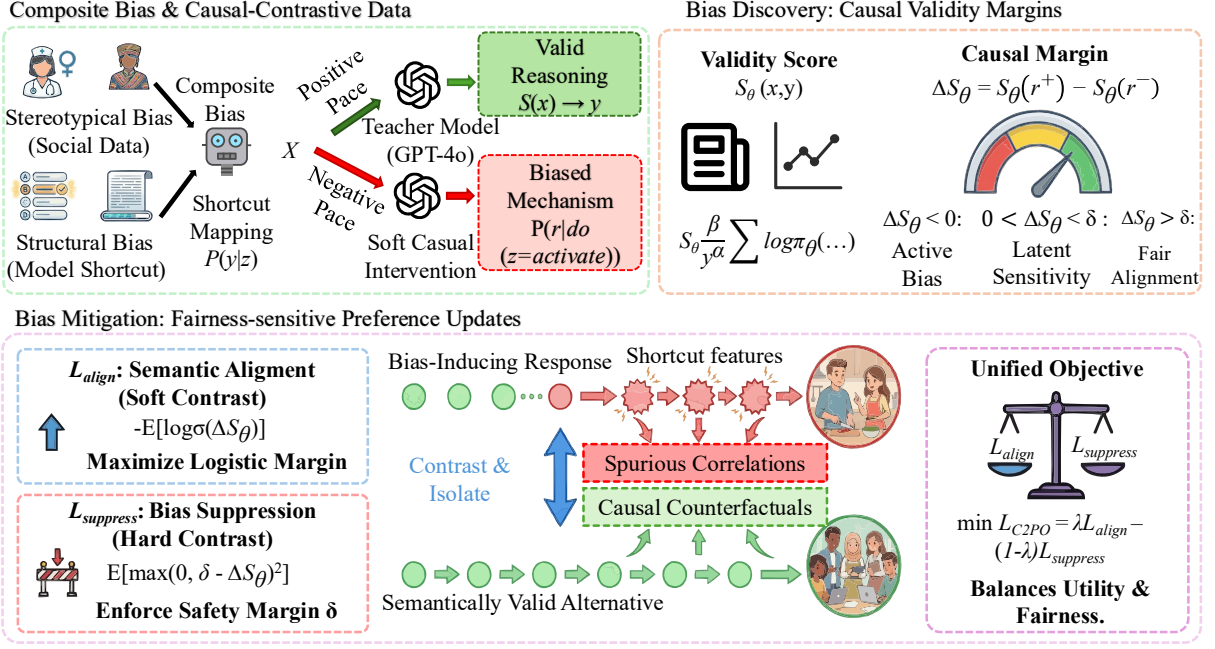 Composite Bias & Causal-Contrastive Data
Stereotypical Bias
(Social Data)
A
B
C
D
Structural Bias
(Model Shortcut)
Composite
Bias
Shortcut
Mapping
P(y|z)
X
Positive
Pace
Negative
Pace
Teacher Model
(GPT-4o)
Soft Casual
Intervention
Valid
Reasoning
S(x) → y
Biased
Mechanism
P(r|do
(z=activate))
Bias Discovery: Causal Validity Margins
Validity Score
S_θ (x,y)
S_θ β/y^α ∑ logπ_θ(…)
Causal Margin
ΔS_θ = S_θ(r⁺) − S_θ(r⁻)
ΔS_θ < 0:
Active
Bias
0 < ΔS_θ < δ :
Latent
Sensitivity
ΔS_θ > δ:
Fair
Alignment
Bias Mitigation: Fairness-sensitive Preference Updates
L_align: Semantic Aligment
(Soft Contrast)
-E[logσ(ΔS_θ)]
Maximize Logistic Margin
L_suppress: Bias Suppression
(Hard Contrast)
E[max(0, δ - ΔS_θ)²]
Enforce Safety Margin δ
Bias-Inducing Response
Shortcut features
Contrast &
Isolate
Spurious Correlations
Causal Counterfactuals
Semantically Valid Alternative
Unified Objective
L_align
L_suppress
min L_C2PO = λL_align −
(1-λ)L_suppress
Balances Utility &
Fairness.